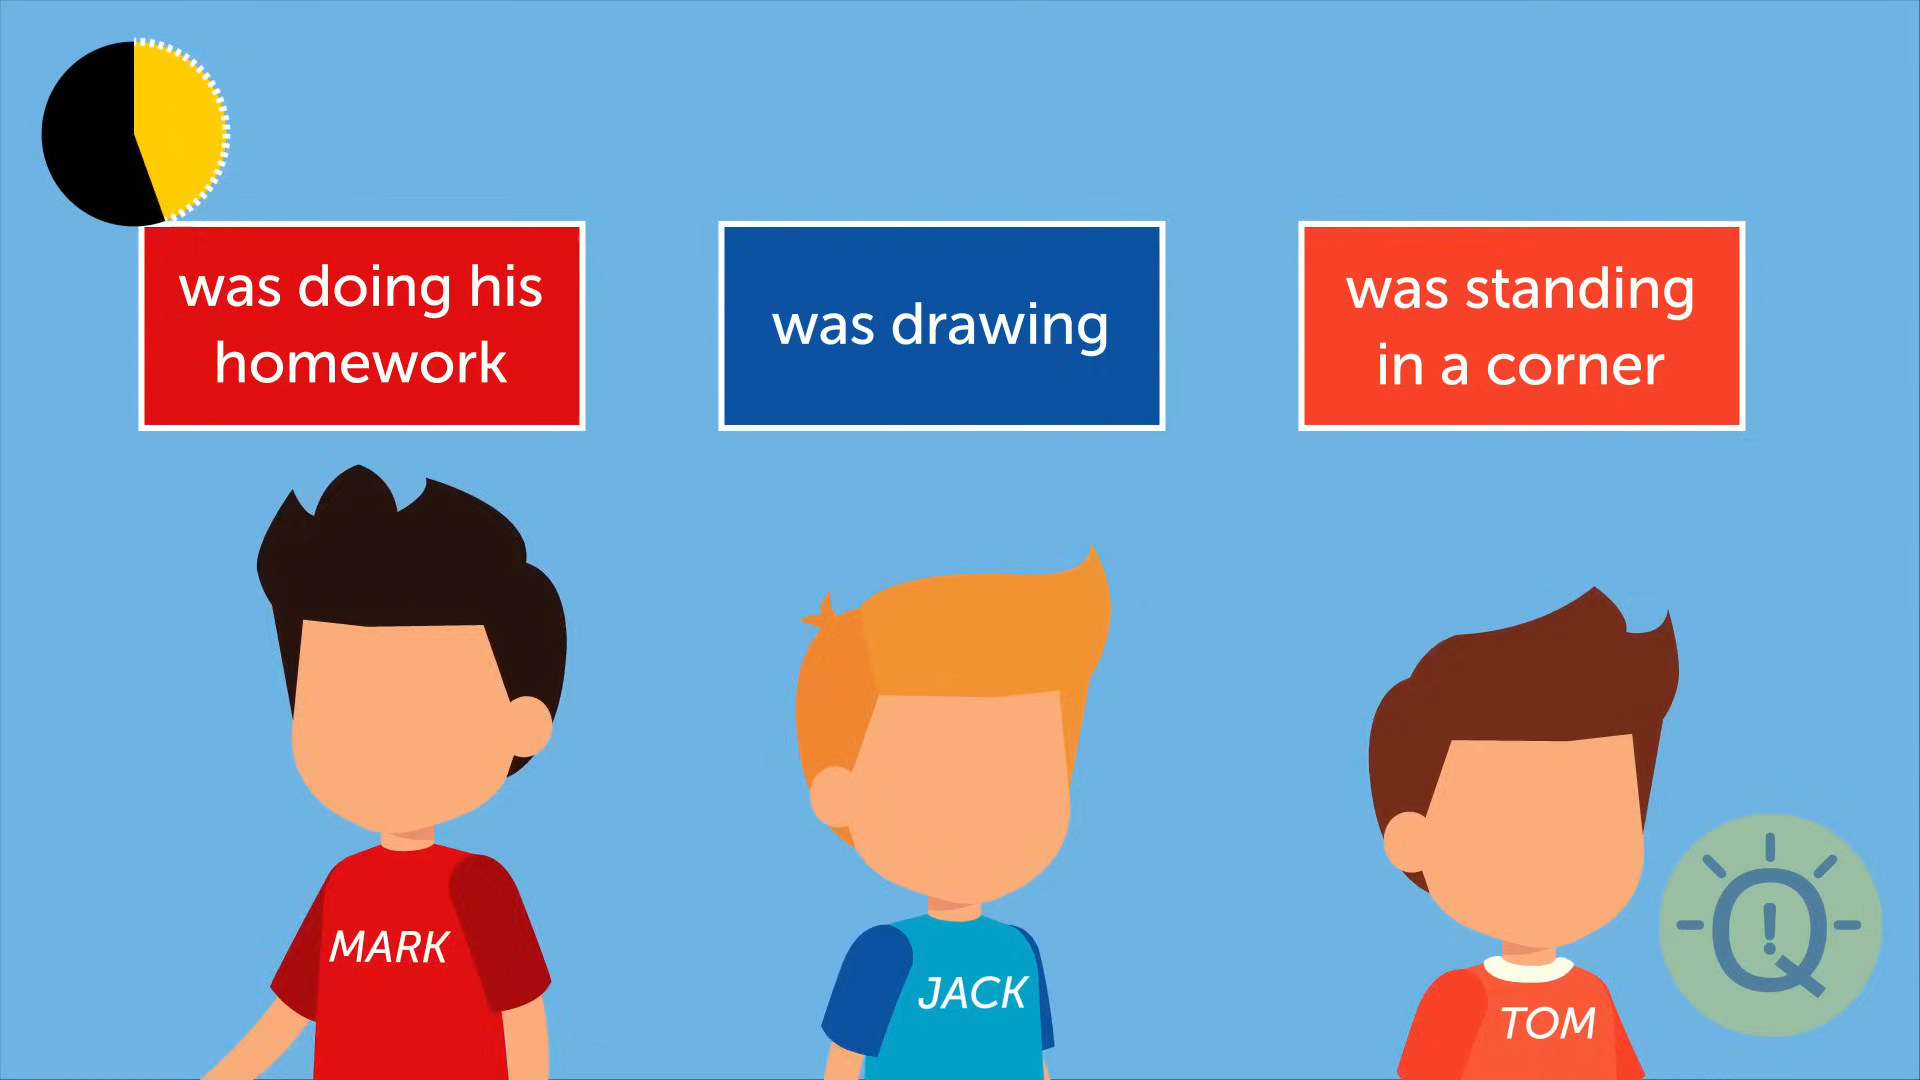 was doing his
homework
was drawing
was standing
in a corner
MARK
JACK
TOM
Q!